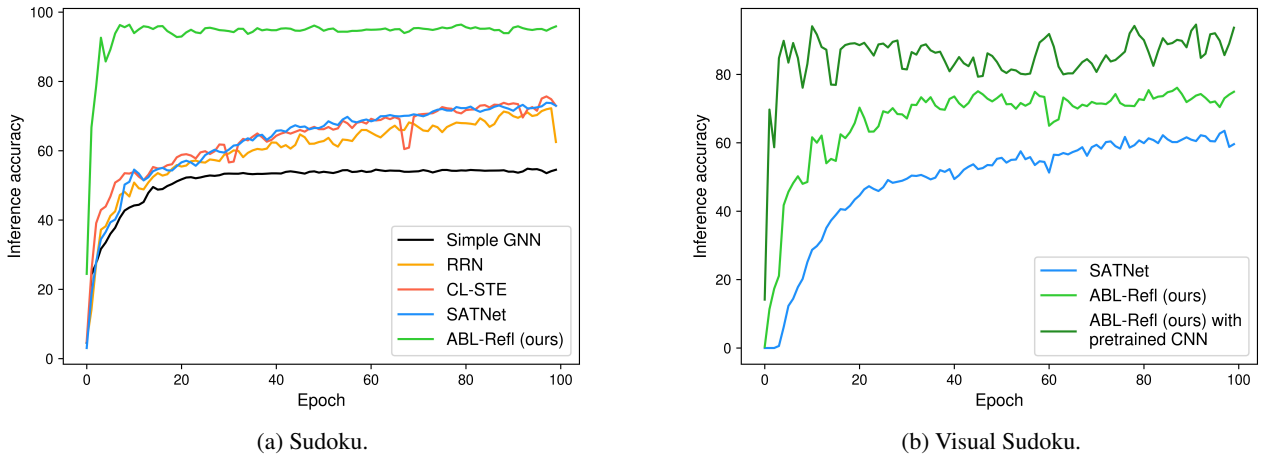 100
80
60
40
20
0
Inference accuracy
0 20 40 60 80 100
Epoch
Simple GNN
RRN
CL-STE
SATNet
ABL-Refl (ours)
(a) Sudoku.
80
60
40
20
0
Inference accuracy
0 20 40 60 80 100
Epoch
SATNet
ABL-Refl (ours)
ABL-Refl (ours) with
pretrained CNN
(b) Visual Sudoku.